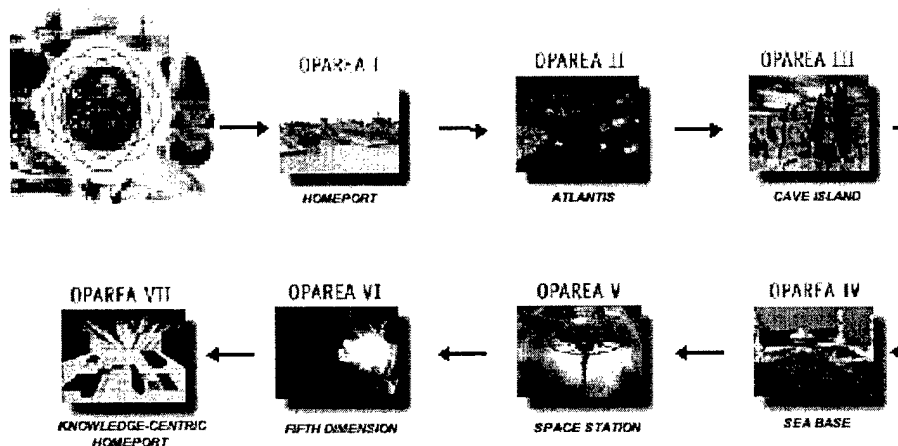 OPAREA I
HOMEPORT
OPAREA II
ATLANTIS
OPAREA III
CAVE ISLAND
OPAREA IV
SEA BASE
OPAREA V
SPACE STATION
OPAREA VI
FIFTH DIMENSION
OPAREA VII
KNOWLEDGE-CENTRIC
HOMEPORT